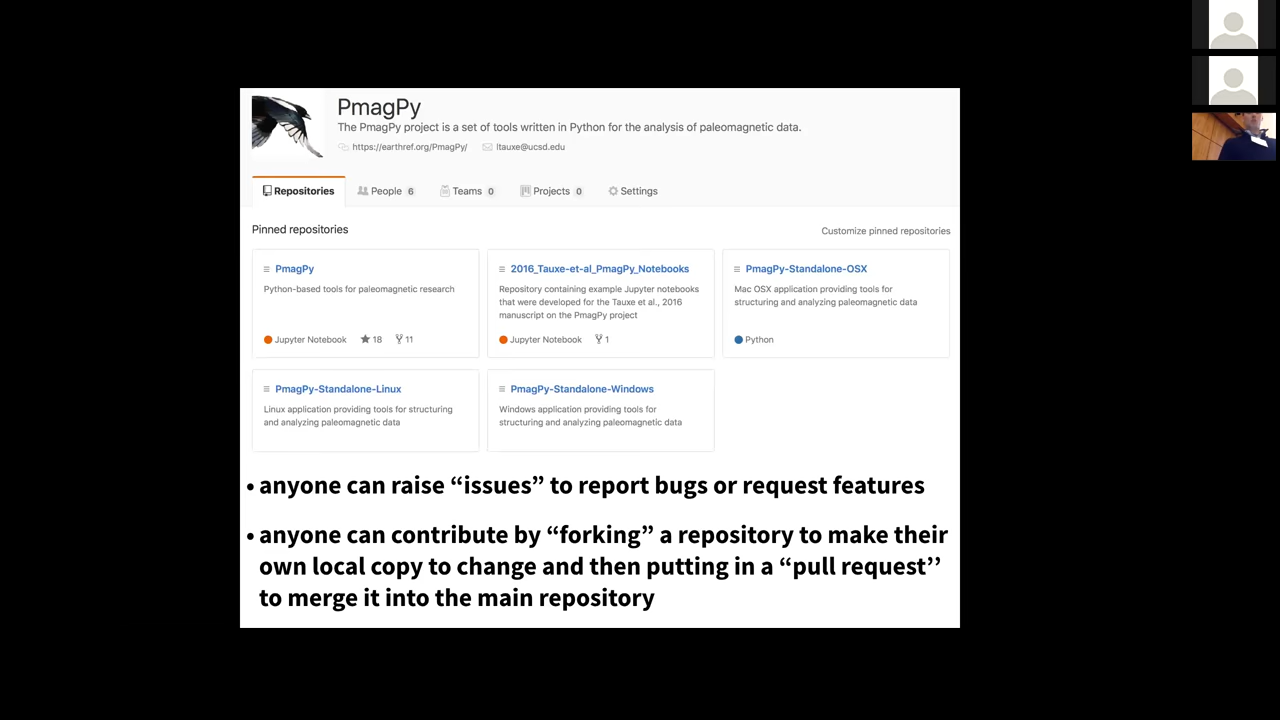 PmagPy
The PmagPy project is a set of tools written in Python for the analysis of paleomagnetic data.
https://earthref.org/PmagPy/ ltauxe@ucsd.edu
Repositories People 6 Teams 0 Projects 0 Settings
Pinned repositories
Customize pinned repositories
PmagPy
Python-based tools for paleomagnetic research
Jupyter Notebook 18 11
2016_Tauxe-et-al_PmagPy_Notebooks
Repository containing example Jupyter notebooks
that were developed for the Tauxe et al., 2016
manuscript on the PmagPy project
Jupyter Notebook 1
PmagPy-Standalone-OSX
Mac OSX application providing tools for
structuring and analyzing paleomagnetic data
Python
PmagPy-Standalone-Linux
Linux application providing tools for structuring
and analyzing paleomagnetic data
PmagPy-Standalone-Windows
Windows application providing tools for
structuring and analyzing paleomagnetic data
• anyone can raise “issues” to report bugs or request features
• anyone can contribute by “forking” a repository to make their
own local copy to change and then putting in a “pull request’’
to merge it into the main repository